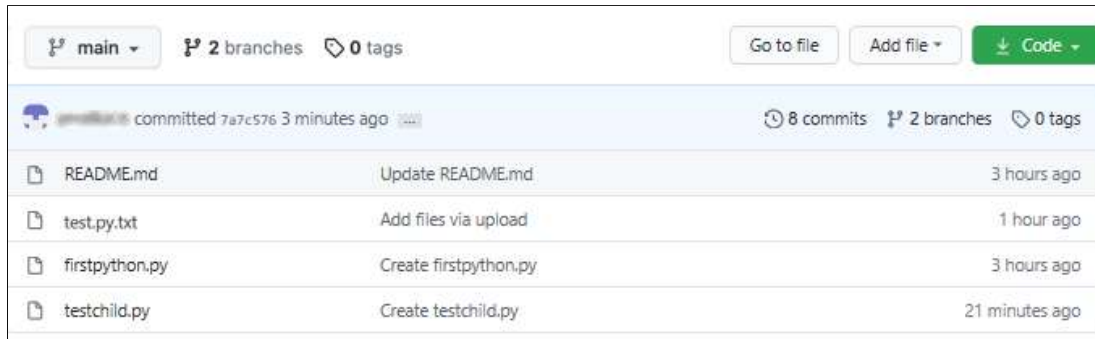 main 2 branches 0 tags Go to file Add file Code
committed 7a7c576 3 minutes ago ... 8 commits 2 branches 0 tags
README.md Update README.md 3 hours ago
test.py.txt Add files via upload 1 hour ago
firstpython.py Create firstpython.py 3 hours ago
testchild.py Create testchild.py 21 minutes ago